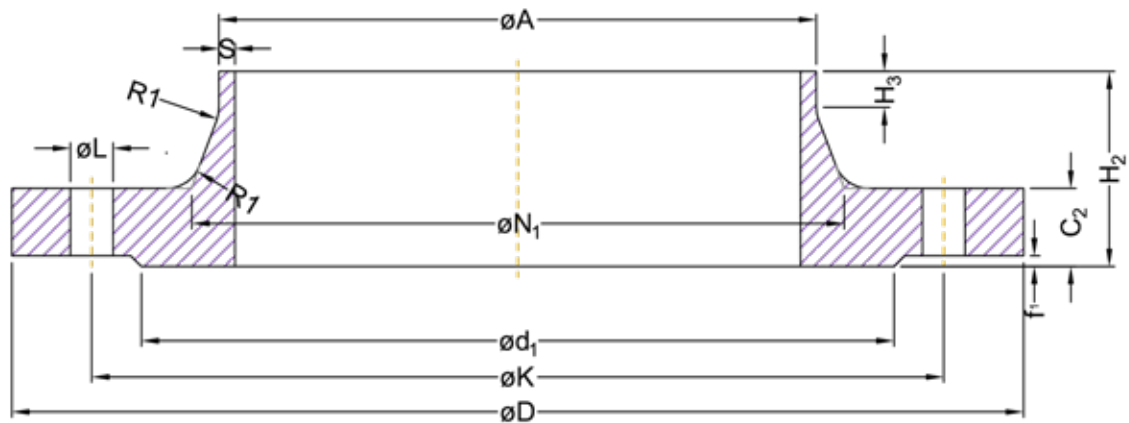 øA
S
H₃
R1
øL
H₂
R1
øN₁
C₂
f₁
ød₁
øK
øD